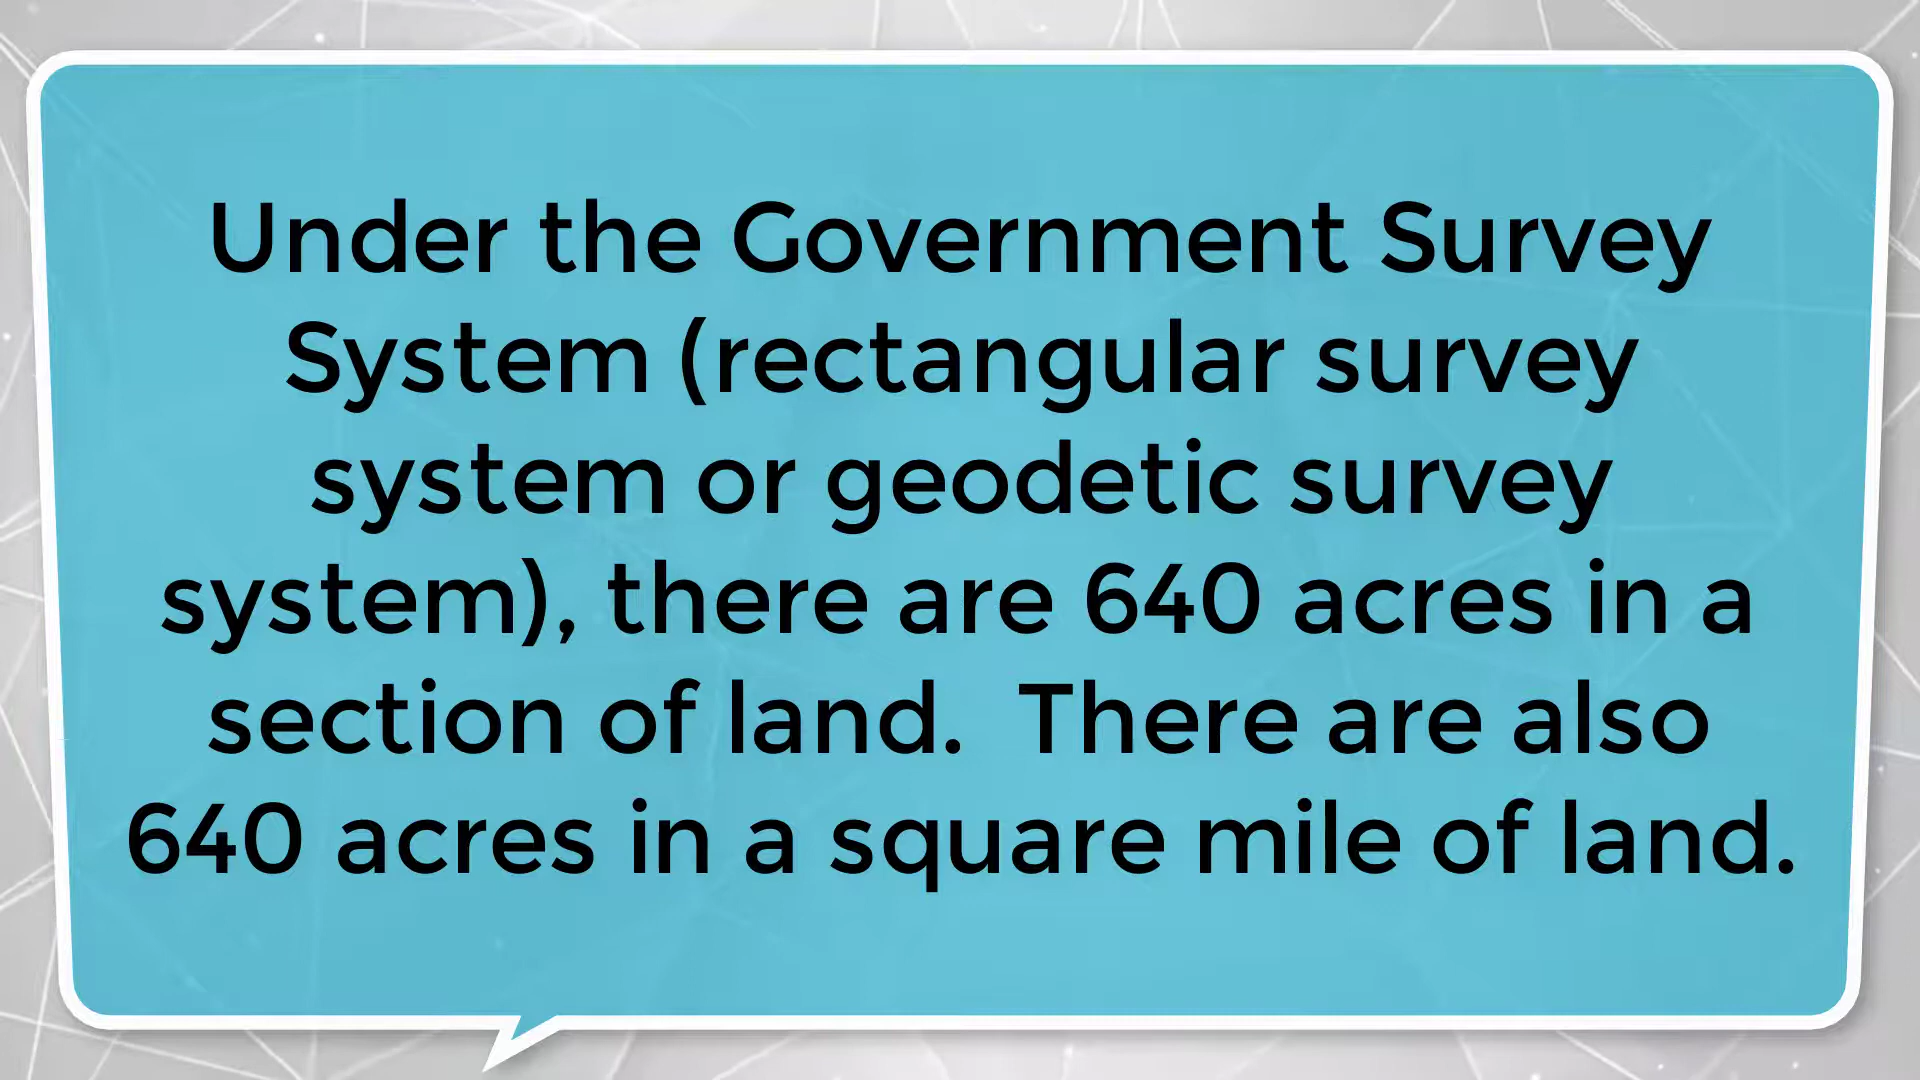 Under the Government Survey
System (rectangular survey
system or geodetic survey
system), there are 640 acres in a
section of land.  There are also
640 acres in a square mile of land.